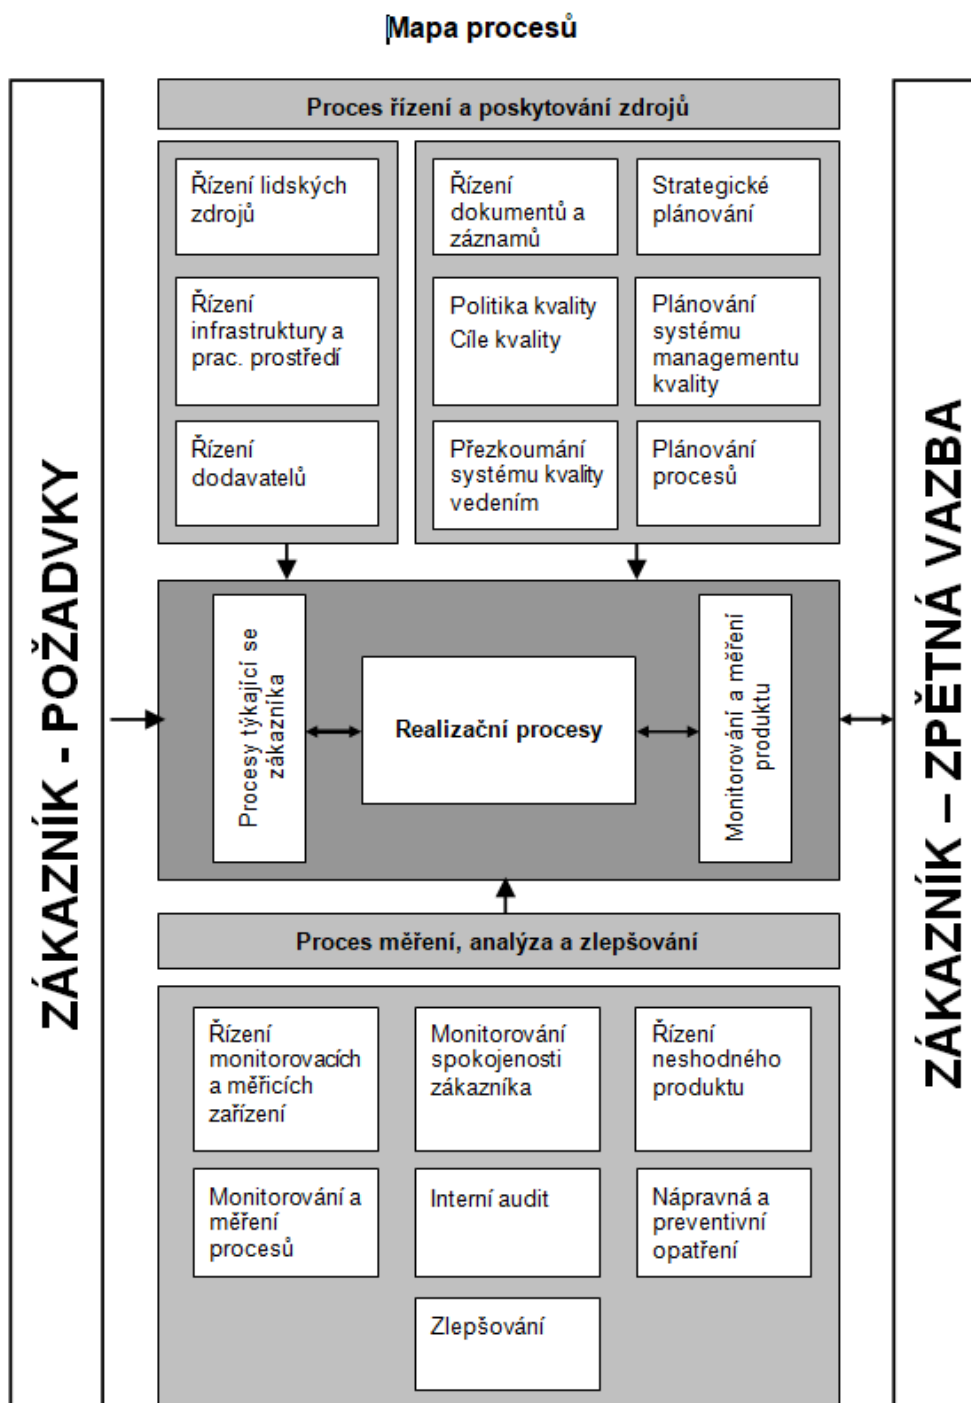 Mapa procesů
Proces řízení a poskytování zdrojů
Řízení lidských
zdrojů
Řízení
dokumentů a
záznamů
Strategické
plánování
Řízení
infrastruktury a
prac. prostředí
Politika kvality
Cíle kvality
Plánování
systému
managementu
kvality
Řízení
dodavatelů
Přezkoumání
systému kvality
vedením
Plánování
procesů
ZÁKAZNÍK - POŽADVKY
Procesy týkající se
zákazníka
Realizační procesy
Monitorování a měření
produktu
ZÁKAZNÍK – ZPĚTNÁ VAZBA
Proces měření, analýza a zlepšování
Řízení
monitorovacích
a měřicích
zařízení
Monitorování
spokojenosti
zákazníka
Řízení
neshodného
produktu
Monitorování a
měření
procesů
Interní audit
Nápravná a
preventivní
opatření
Zlepšování